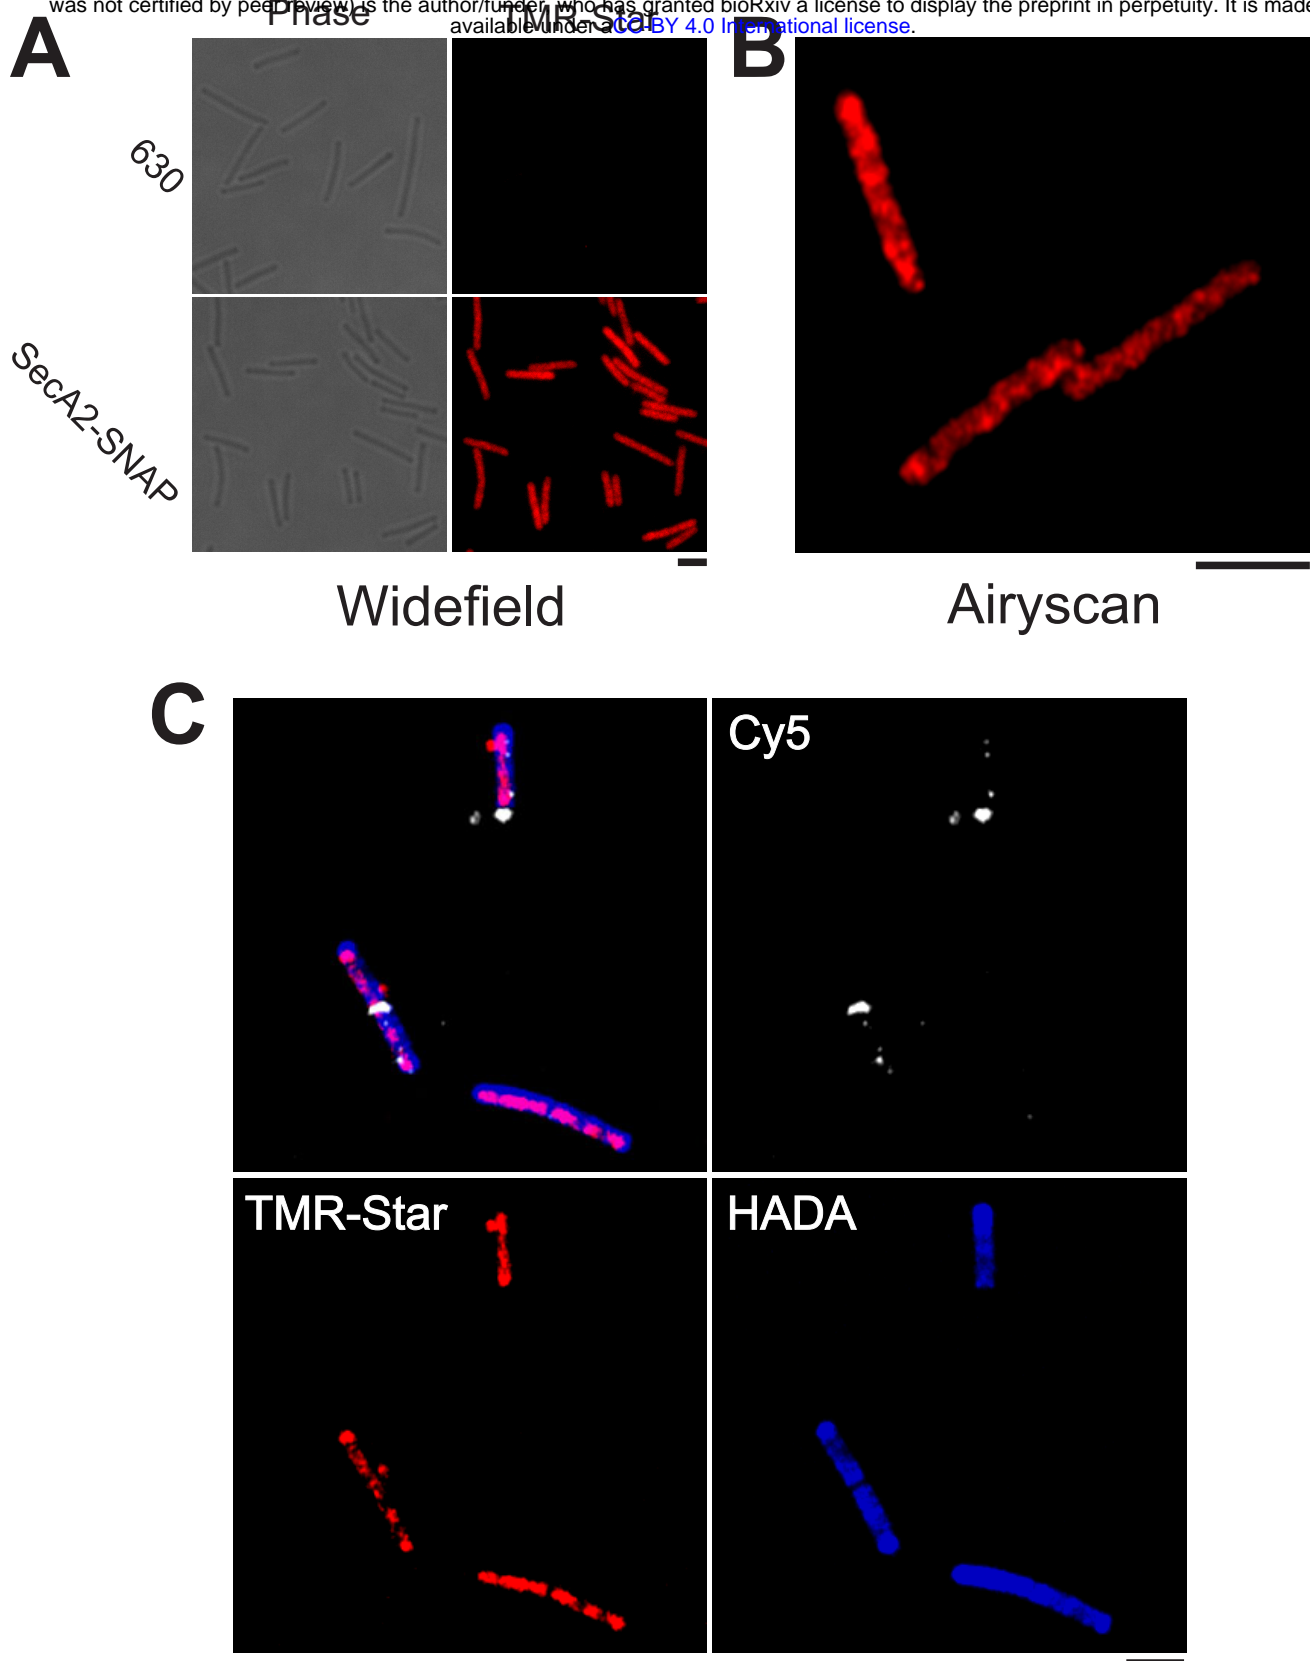 was not certified by peer review) is the author/funder, who has granted bioRxiv a license to display the preprint in perpetuity. It is made
available under aCC-BY 4.0 International license.
A
Phase
TMR-Star
B
630
SecA2-SNAP
Widefield
Airyscan
C
Cy5
TMR-Star
HADA